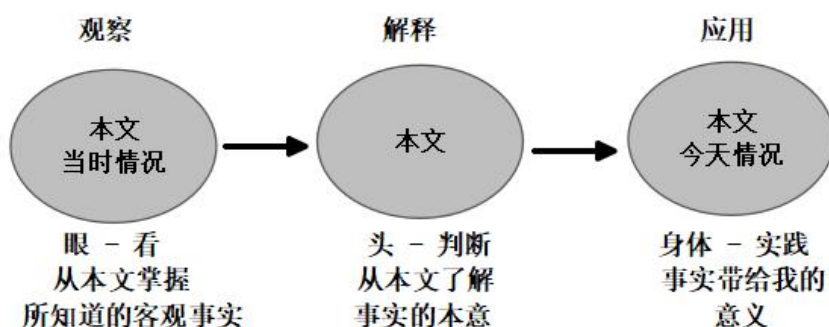 观察
解释
应用
本文
当时情况
本文
本文
今天情况
眼 - 看
从本文掌握
所知道的客观事实
头 - 判断
从本文了解
事实的本意
身体 - 实践
事实带给我的
意义